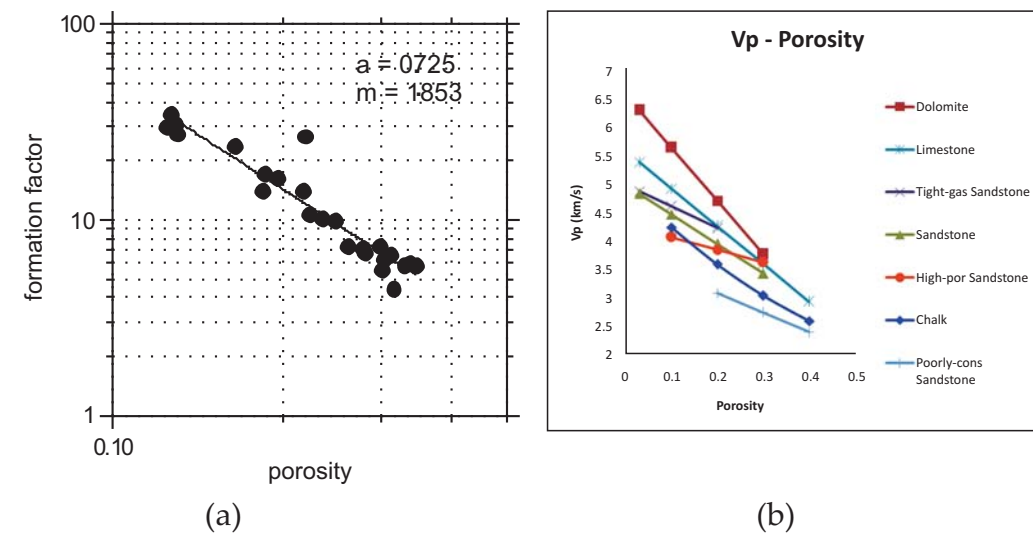 100
10
1
0.10
a = 0725
m = 1853
formation factor
porosity
(a)
Vp - Porosity
7
6.5
6
5.5
5
4.5
4
3.5
3
2.5
2
Vp (km/s)
0 0.1 0.2 0.3 0.4 0.5
Porosity
Dolomite
Limestone
Tight-gas Sandstone
Sandstone
High-por Sandstone
Chalk
Poorly-cons
Sandstone
(b)